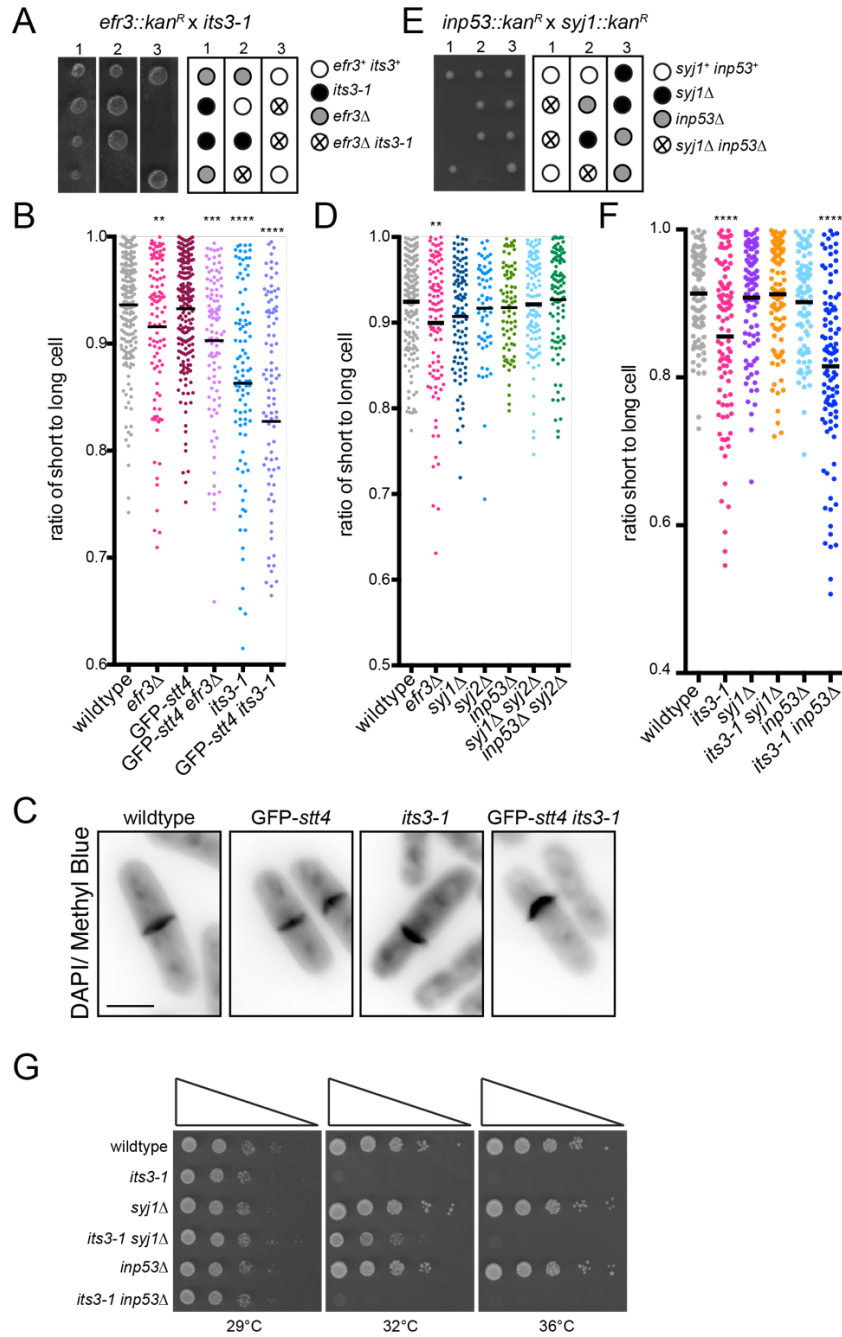 A
efr3::kanᴿ x its3-1
1 2 3
1 2 3
efr3⁺ its3⁺
its3-1
efr3Δ
efr3Δ its3-1
E
inp53::kanᴿ x syj1::kanᴿ
1 2 3
1 2 3
syj1⁺ inp53⁺
syj1Δ
inp53Δ
syj1Δ inp53Δ
B
** *** **** ****
ratio of short to long cell
1.0
0.9
0.8
0.7
0.6
wildtype
efr3Δ
GFP-stt4
GFP-stt4 efr3Δ
its3-1
GFP-stt4 its3-1
D
**
ratio of short to long cell
1.0
0.9
0.8
0.7
0.6
0.5
wildtype
efr3Δ
syj1Δ
syj2Δ
inp53Δ
syj1Δ syj2Δ
inp53Δ syj2Δ
F
**** ****
ratio short to long cell
1.0
0.8
0.6
0.4
wildtype
its3-1
syj1Δ
its3-1 syj1Δ
inp53Δ
its3-1 inp53Δ
C
wildtype GFP-stt4 its3-1 GFP-stt4 its3-1
DAPI/ Methyl Blue
G
wildtype
its3-1
syj1Δ
its3-1 syj1Δ
inp53Δ
its3-1 inp53Δ
29°C 32°C 36°C